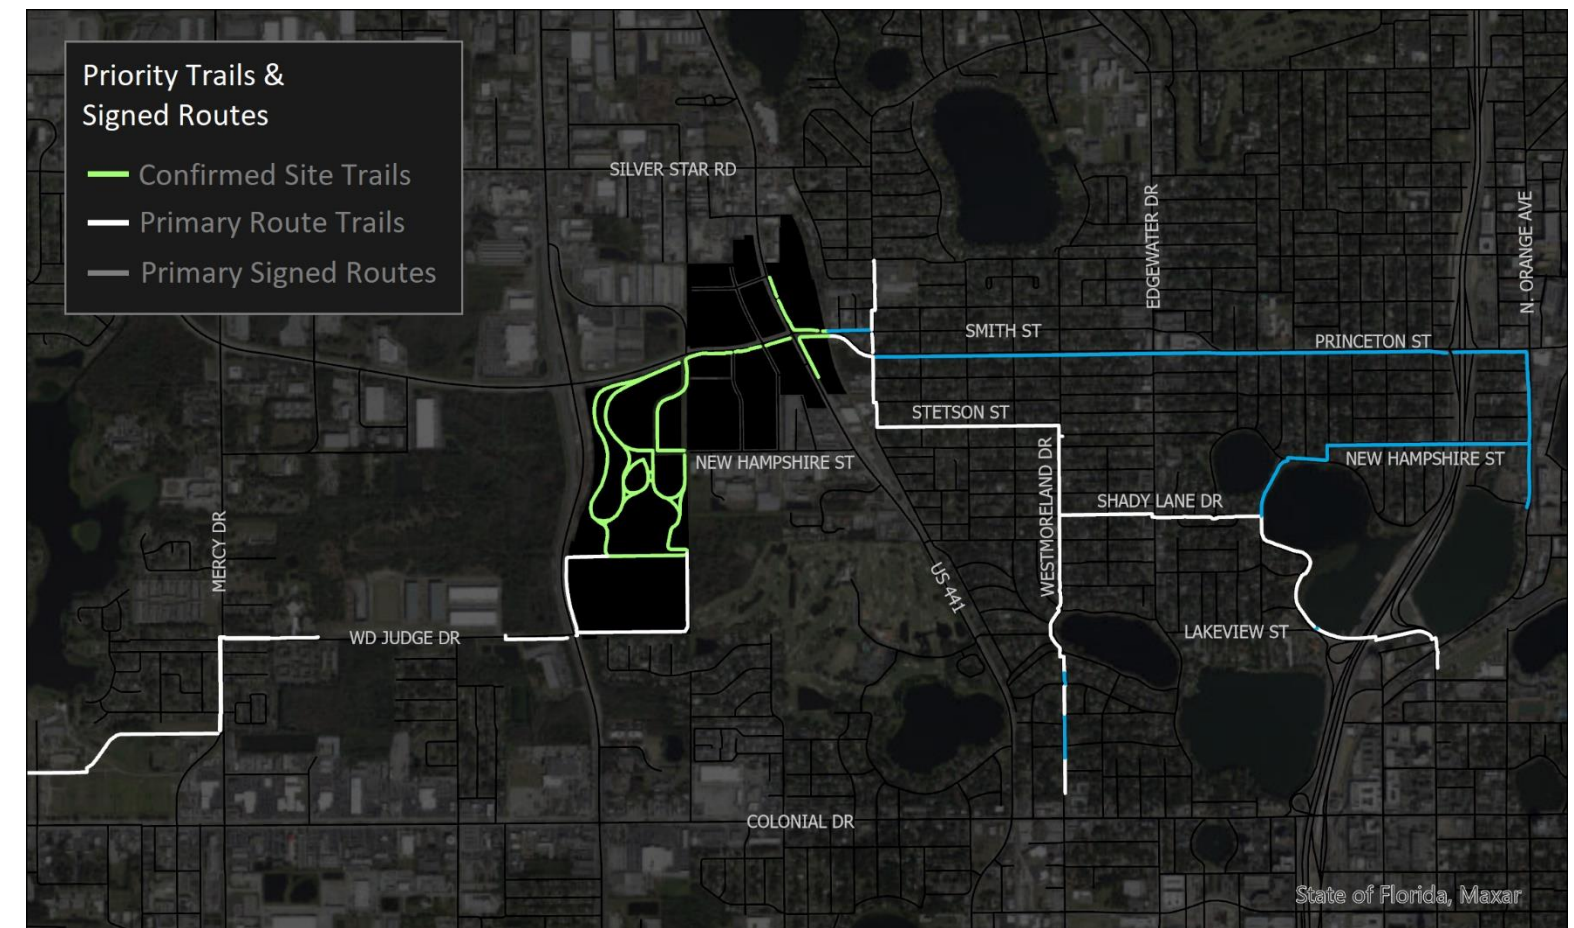 Priority Trails &
Signed Routes
Confirmed Site Trails
Primary Route Trails
Primary Signed Routes
SILVER STAR RD
EDGEWATER DR
N. ORANGE AVE
SMITH ST
PRINCETON ST
STETSON ST
NEW HAMPSHIRE ST
NEW HAMPSHIRE ST
WESTMORELAND DR
SHADY LANE DR
MERCY DR
US 441
WD JUDGE DR
LAKEVIEW ST
COLONIAL DR
State of Florida, Maxar